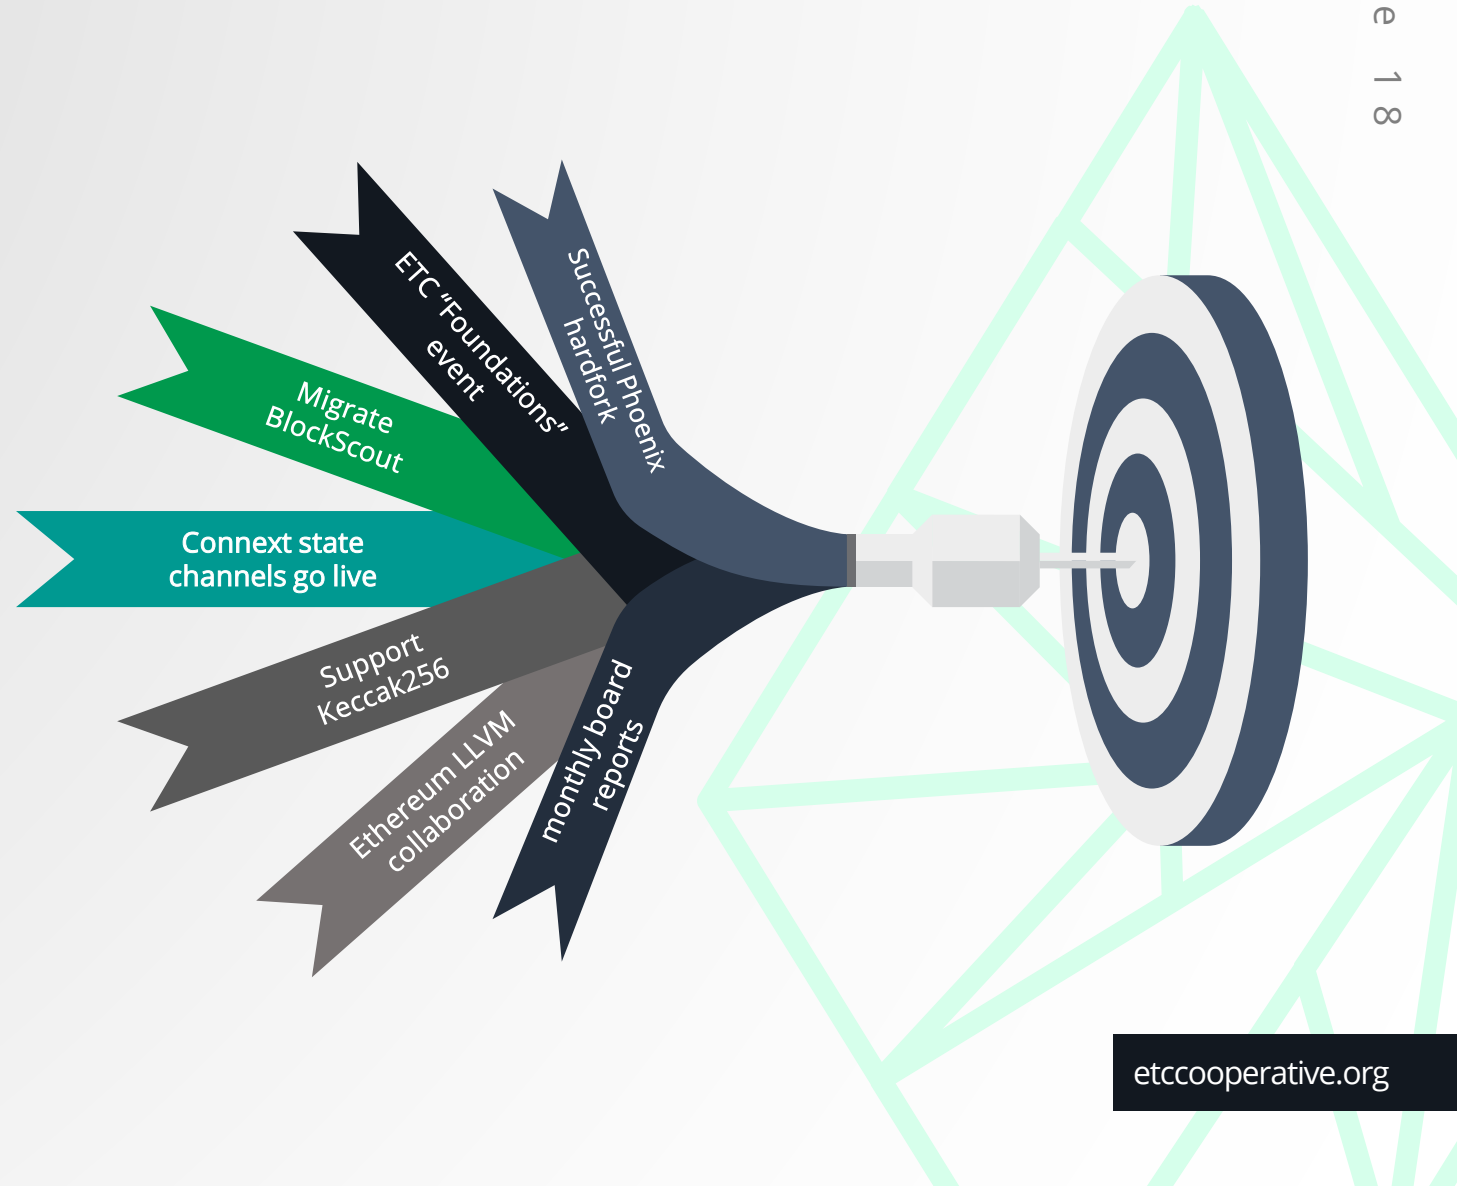 e 18
Successful Phoenix
hardfork
ETC “Foundations”
event
Migrate
BlockScout
Connext state
channels go live
Support
Keccak256
Ethereum LLVM
collaboration
monthly board
reports
etccooperative.org